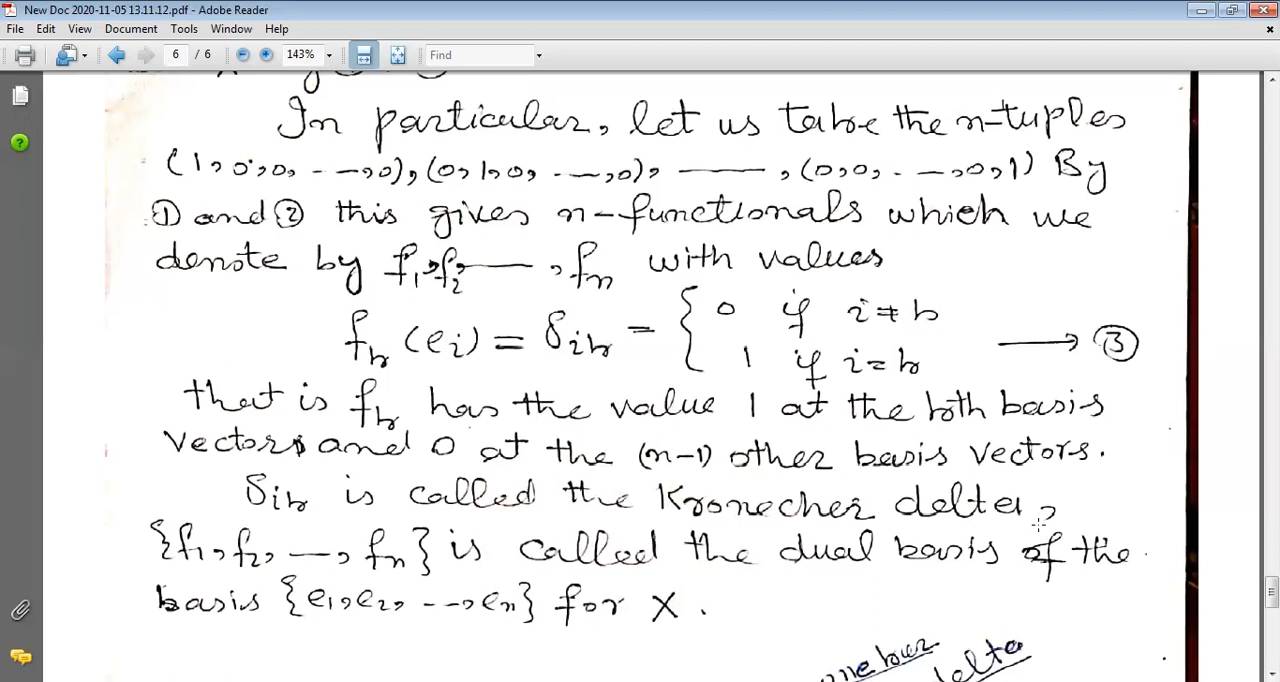 New Doc 2020-11-05 13.11.12.pdf - Adobe Reader
File Edit View Document Tools Window Help
6 / 6 143% Find
In particular, let us take the n-tuples
(1,0,0, - - -,0), (0,1,0, - - -,0), ——, (0,0, - - -,0,1) By
① and ② this gives n-functionals which we
denote by f₁,f₂, ——, fn with values
fk (ei) = δik = { 0 if i≠k
1 if i=k → ③
that is fk has the value 1 at the kth basis
vectors and 0 at the (n-1) other basis vectors.
δik is called the Kronecker delta,
{f₁,f₂, —, fn} is called the dual basis of the
basis {e₁,e₂, - - -, en} for X.
delta